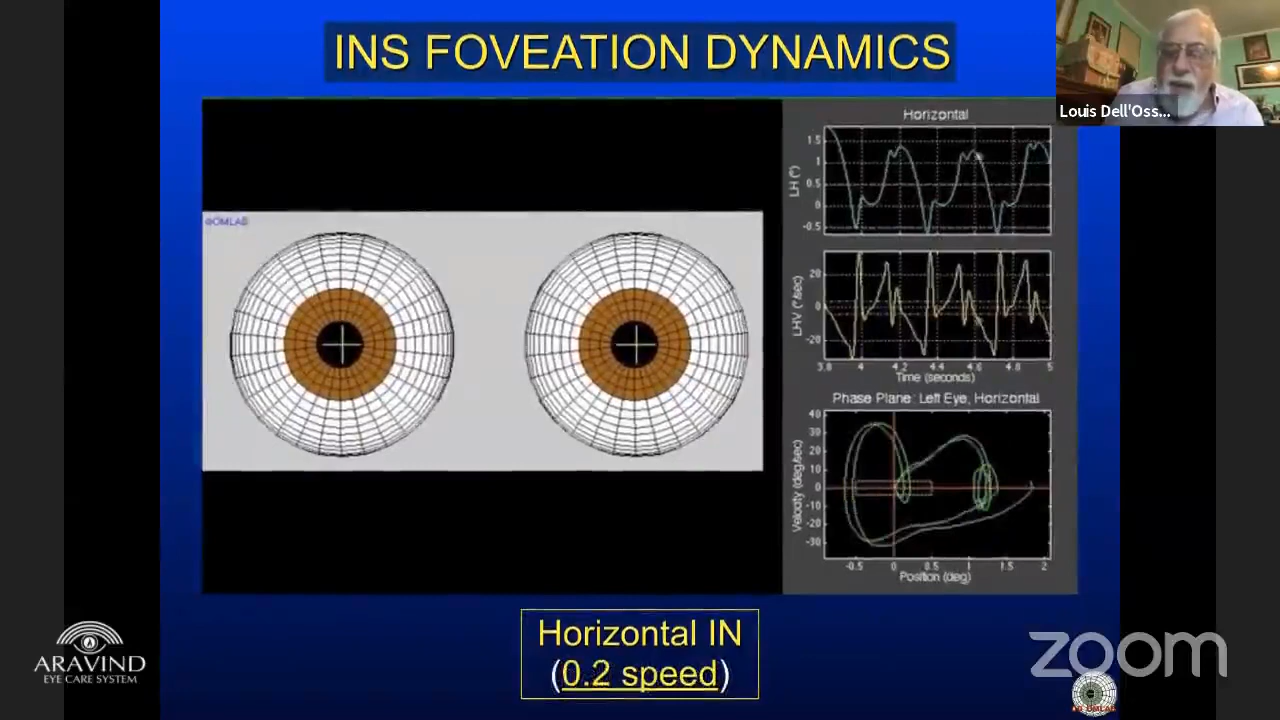 INS FOVEATION DYNAMICS
Louis Dell'Oss...
©OMLAB
Horizontal
LH (°)
1.5
1
0.5
0
-0.5
LHV (°/sec)
20
0
-20
3.8 4 4.2 4.4 4.6 4.8 5
Time (seconds)
Phase Plane: Left Eye, Horizontal
Velocity (deg/sec)
40
30
20
10
0
-10
-20
-30
-0.5 0 0.5 1 1.5 2
Position (deg)
Horizontal IN
(0.2 speed)
ARAVIND
EYE CARE SYSTEM
zoom